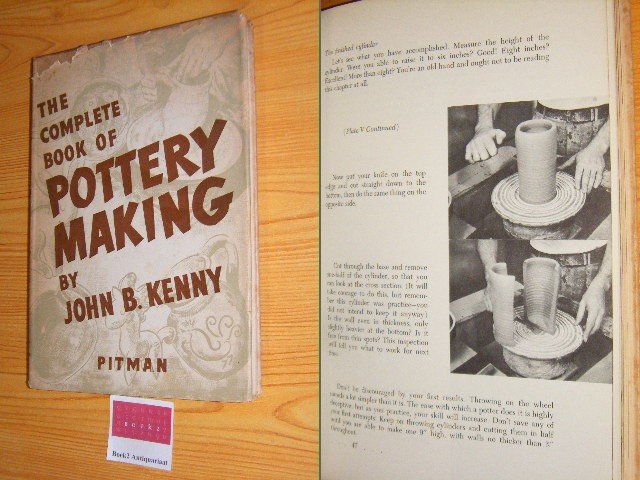 THE
COMPLETE
BOOK OF
POTTERY
MAKING
BY
JOHN B. KENNY
PITMAN
Book2 Antiquariaat
The finished cylinder
Let's see what you have accomplished. Measure the height of the
cylinder. Were you able to raise it to six inches? Good! Eight inches?
Excellent! More than eight? You're an old hand and ought not to be reading
this chapter at all.
(Plate V Continued)
Now put your knife on the top
edge and cut straight down to the
bottom, then do the same thing on the
opposite side.
Cut through the base and remove
one-half of the cylinder, so that you
can look at the cross section. (It will
take courage to do this, but remem-
ber this cylinder was practice—you
did not intend to keep it anyway.)
Is the wall even in thickness, only
slightly heavier at the bottom? Is it
free from thin spots? This inspection
will tell you what to work for next
time.
Don't be discouraged by your first results. Throwing on the wheel
needs a lot simpler than it is. The ease with which a potter does it is highly
deceptive, but as you practice, your skill will increase. Don't save any of
your first attempts. Keep on throwing cylinders and cutting them in half
until you are able to make one 9" high, with walls no thicker than ⅜"
throughout.
47